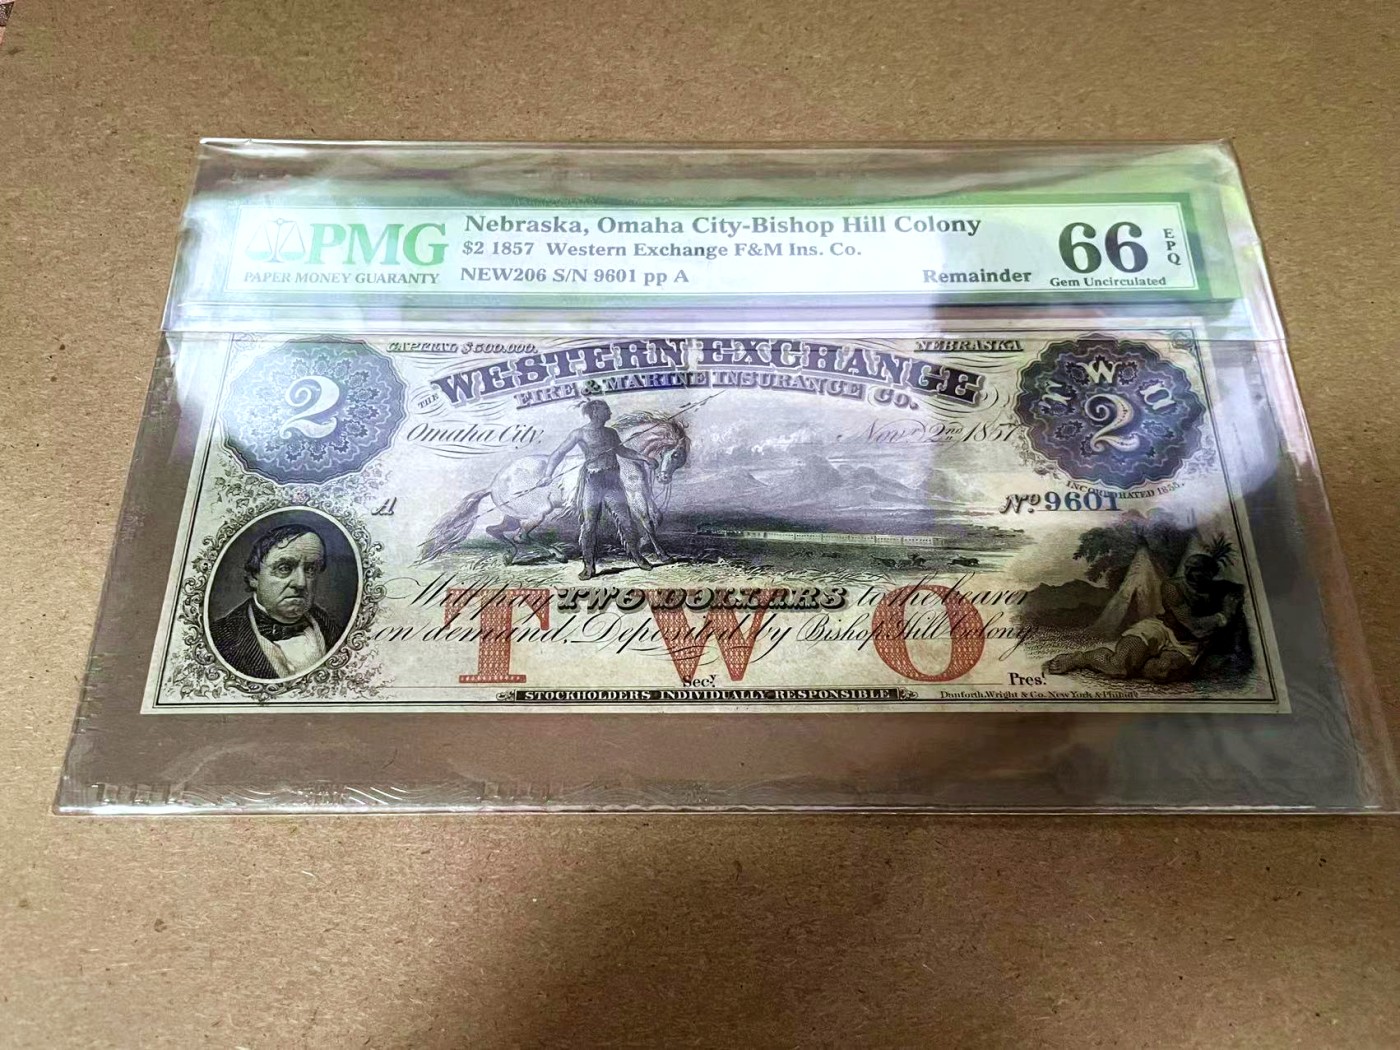 PMG
PAPER MONEY GUARANTY
Nebraska, Omaha City-Bishop Hill Colony
$2 1857 Western Exchange F&M Ins. Co.
NEW206 S/N 9601 pp A
Remainder
66 EPQ
Gem Uncirculated
CAPITAL $500.000.
NEBRASKA
THE WESTERN EXCHANGE
FIRE & MARINE INSURANCE CO.
2
TWO
2
Omaha City,
Nov. 2nd 1857
INCORPORATED 1855.
A
No. 9601
Will pay TWO DOLLARS to the bearer
on demand. Deposited by Bishop Hill Colony
TWO
Secy.
Pres.
STOCKHOLDERS INDIVIDUALLY RESPONSIBLE
Danforth, Wright & Co. New York & Philada